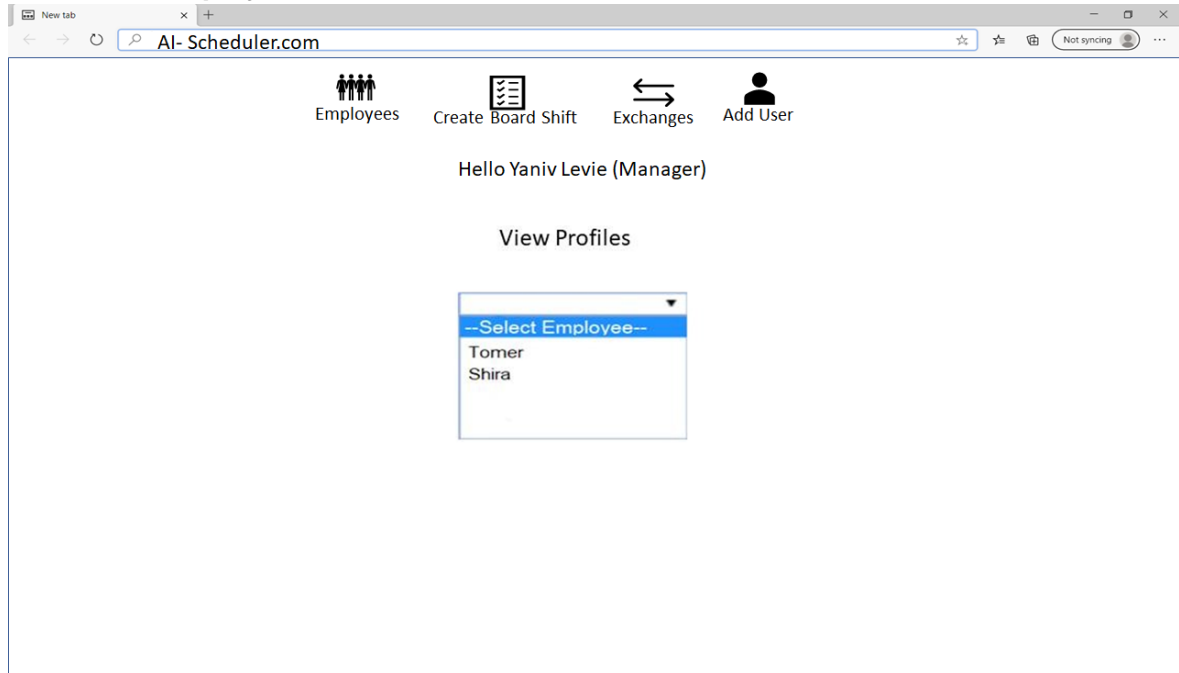 New tab
AI- Scheduler.com
Not syncing
Employees
Create Board Shift
Exchanges
Add User
Hello Yaniv Levie (Manager)
View Profiles
--Select Employee--
Tomer
Shira